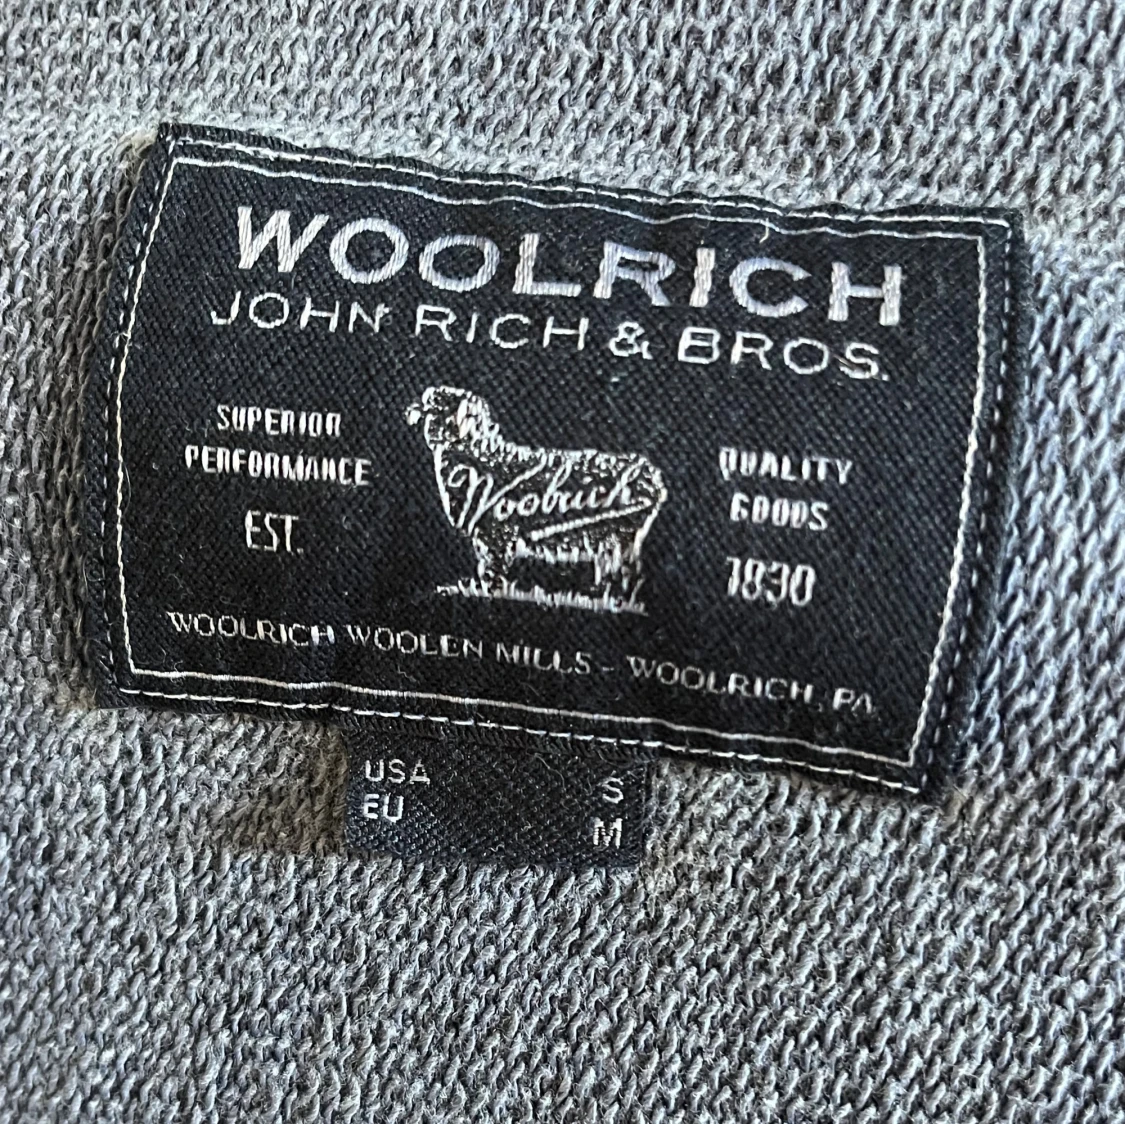 WOOLRICH
JOHN RICH & BROS.
SUPERIOR
PERFORMANCE
EST.
Woolrich
QUALITY
GOODS
1830
WOOLRICH WOOLEN MILLS - WOOLRICH, PA.
USA S
EU M